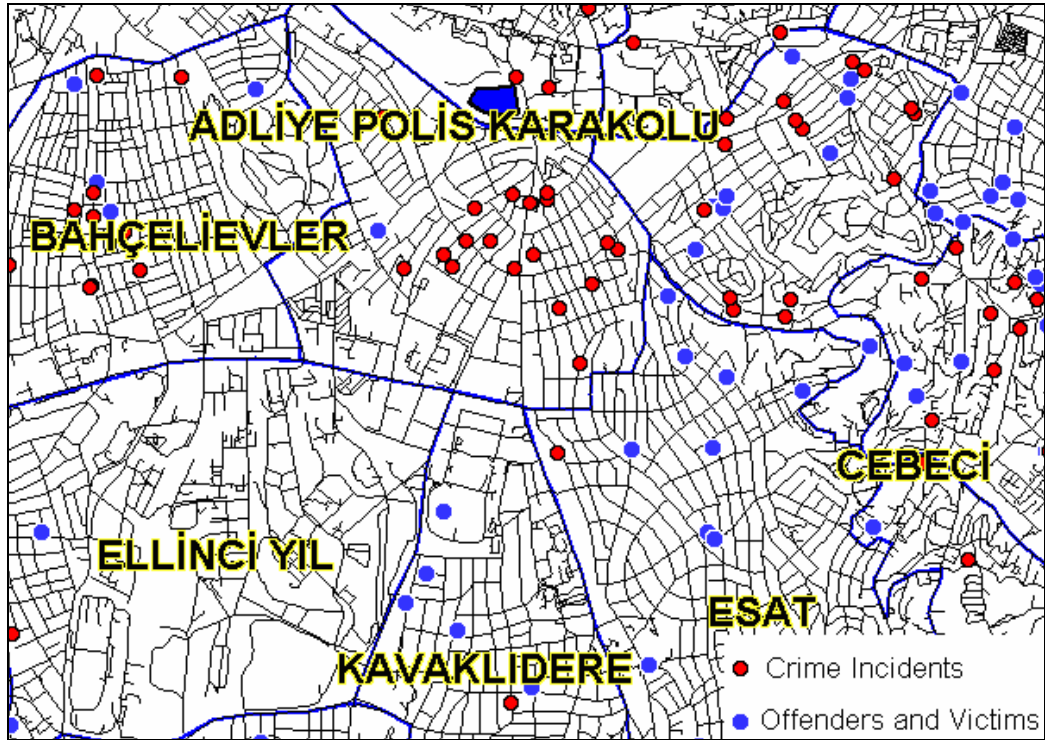 ADLİYE POLİS KARAKOLU
BAHÇELİEVLER
CEBECİ
ELLİNCİ YIL
ESAT
KAVAKLIDERE
Crime Incidents
Offenders and Victims